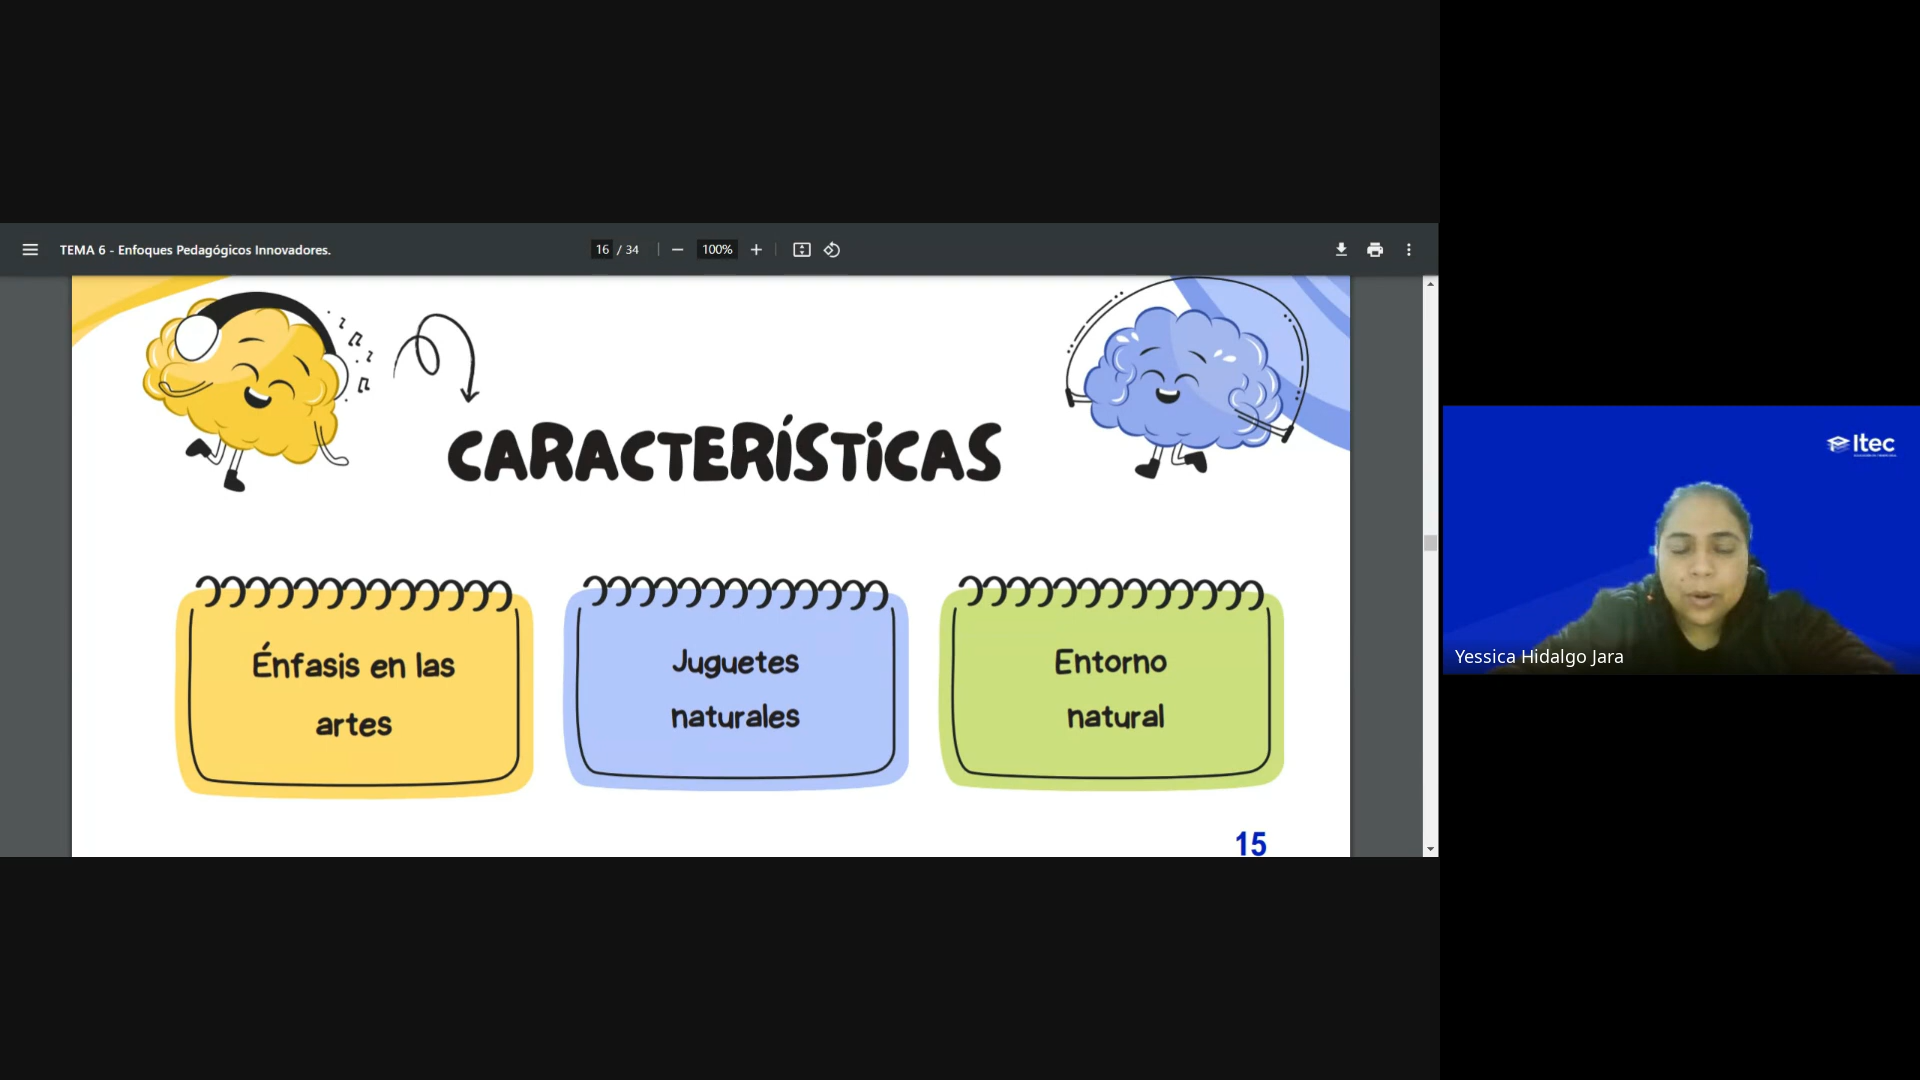 TEMA 6 - Enfoques Pedagógicos Innovadores.
16 / 34
100%
CARACTERÍSTICAS
Énfasis en las
artes
Juguetes
naturales
Entorno
natural
15
Itec
Yessica Hidalgo Jara